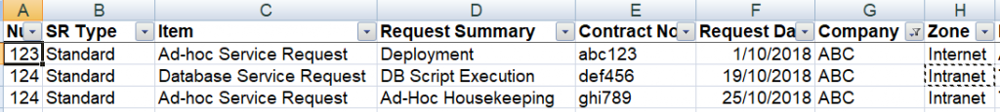 A B C D E F G H
Nu SR Type Item Request Summary Contract No Request Da Company Zone
123 Standard Ad-hoc Service Request Deployment abc123 1/10/2018 ABC Internet
124 Standard Database Service Request DB Script Execution def456 19/10/2018 ABC Intranet
124 Standard Ad-hoc Service Request Ad-Hoc Housekeeping ghi789 25/10/2018 ABC Intranet